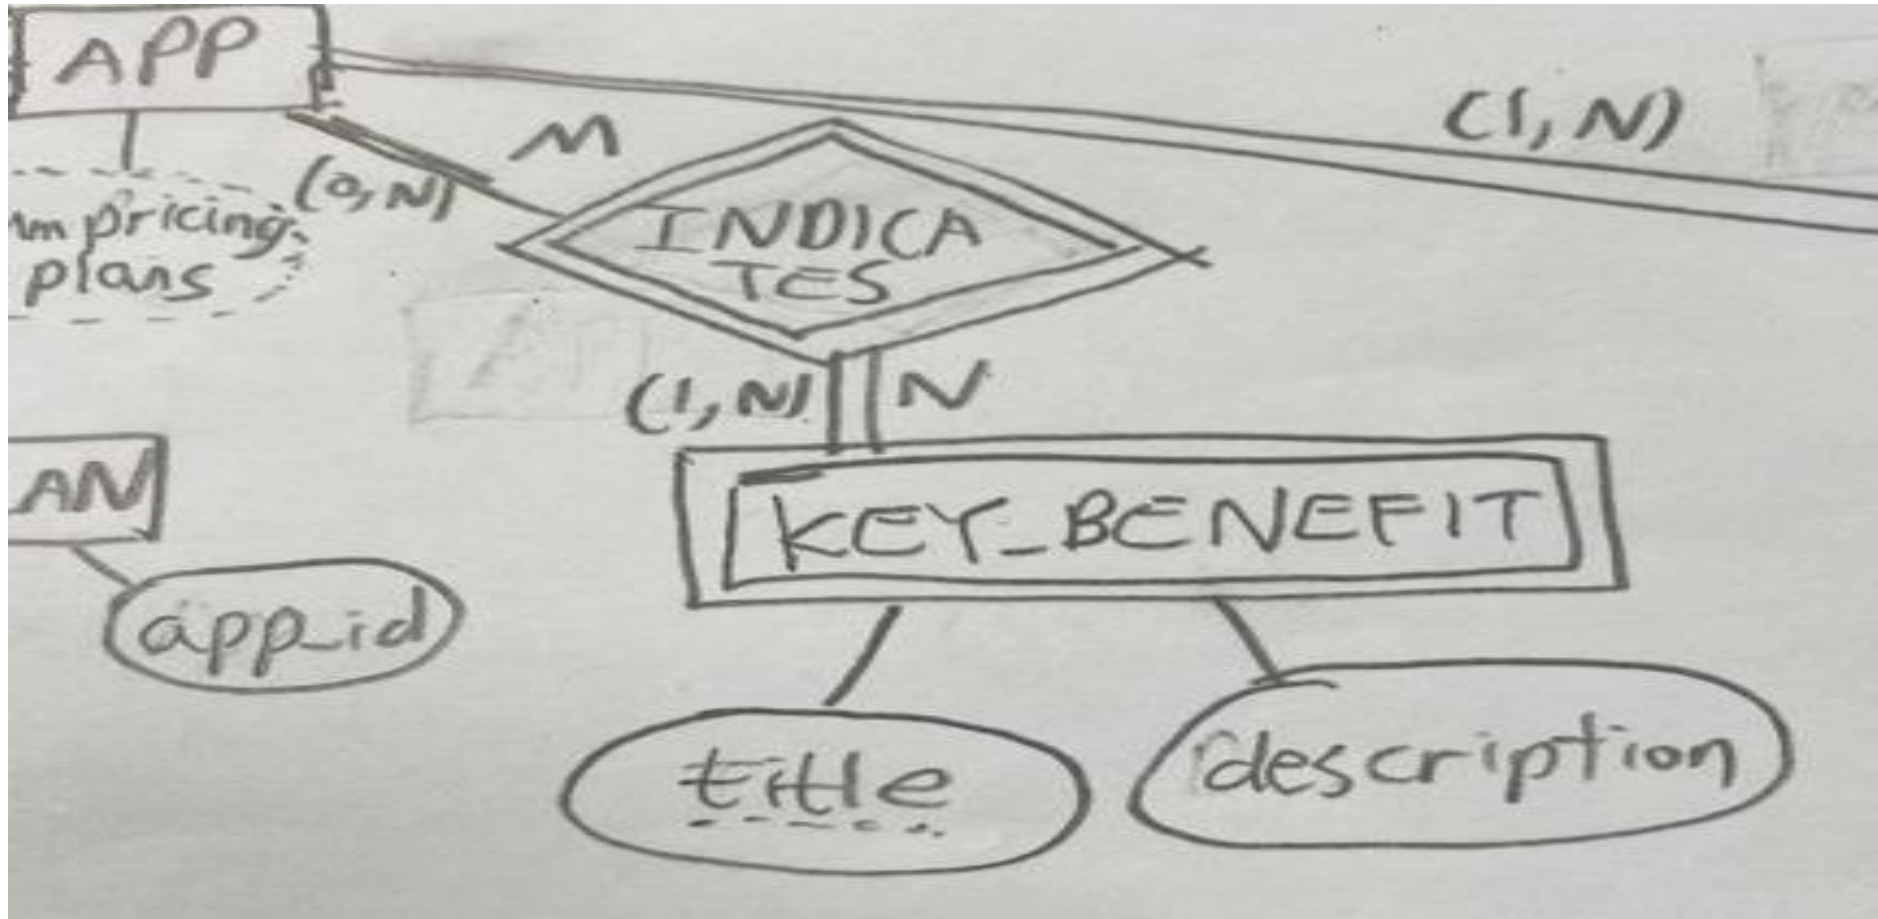 APP
(1, N)
M
(0, N)
pricing
plans
INDICA
TES
(1, N)
N
AN
KEY_BENEFIT
app_id
title
description